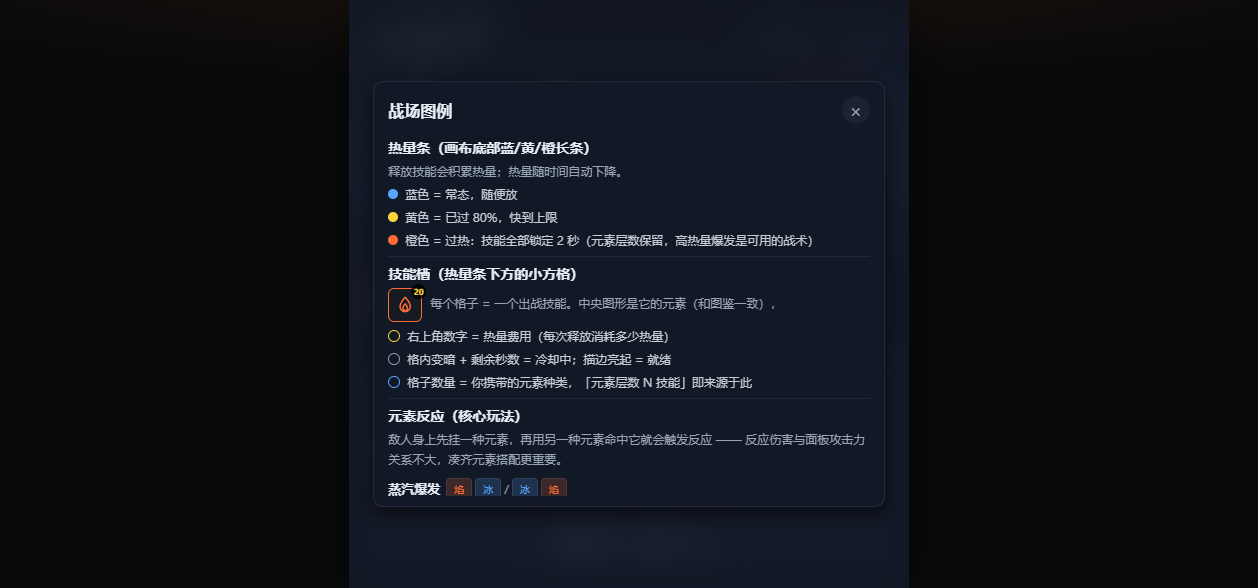 战场图例
×
热量条（画布底部蓝/黄/橙长条）
释放技能会积累热量；热量随时间自动下降。
蓝色 = 常态，随便放
黄色 = 已过 80%，快到上限
橙色 = 过热：技能全部锁定 2 秒（元素层数保留，高热量爆发是可用的战术）
技能槽（热量条下方的小方格）
20
每个格子 = 一个出战技能。中央图形是它的元素（和图鉴一致），
右上角数字 = 热量费用（每次释放消耗多少热量）
格内变暗 + 剩余秒数 = 冷却中；描边亮起 = 就绪
格子数量 = 你携带的元素种类，「元素层数 N 技能」即来源于此
元素反应（核心玩法）
敌人身上先挂一种元素，再用另一种元素命中它就会触发反应 —— 反应伤害与面板攻击力
关系不大，凑齐元素搭配更重要。
蒸汽爆发 焰 冰 / 冰 焰